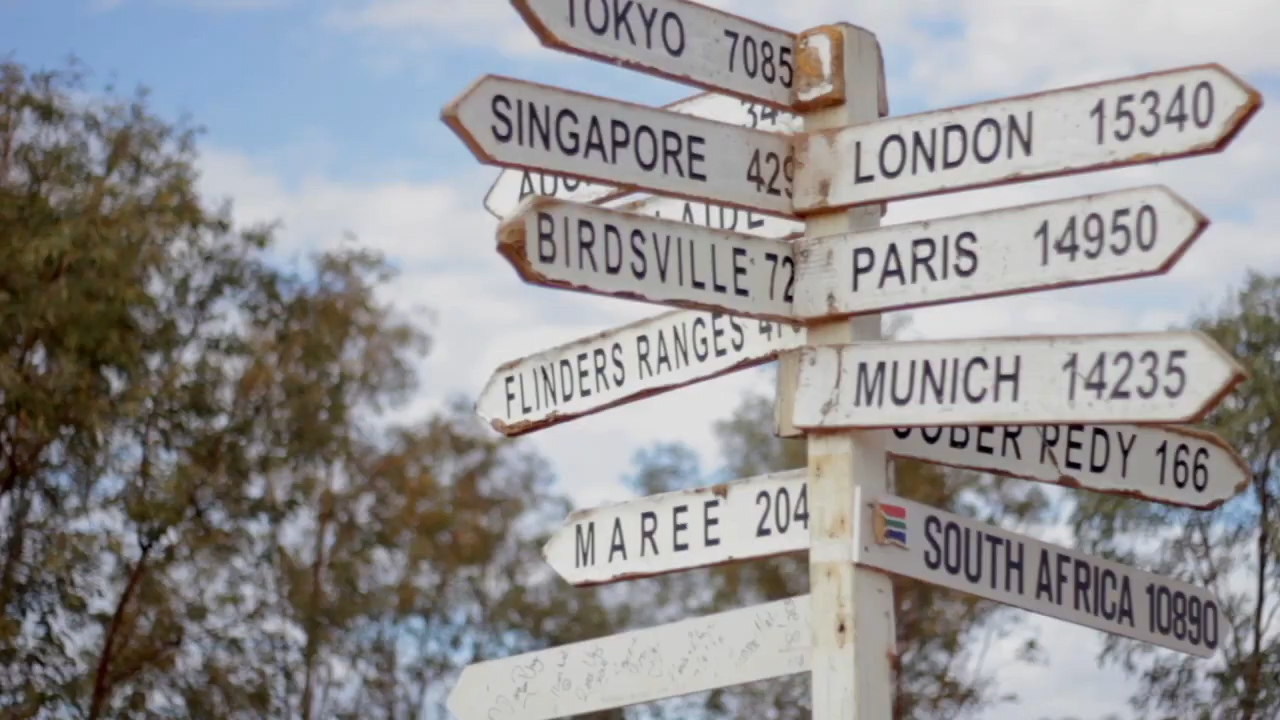 TOKYO 7085
SINGAPORE 429
LONDON 15340
BIRDSVILLE 72
PARIS 14950
FLINDERS RANGES
MUNICH 14235
COBER PEDY 166
MAREE 204
SOUTH AFRICA 10890